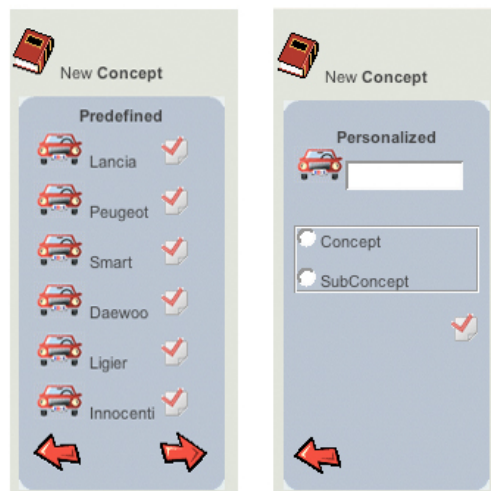 New Concept
Predefined
Lancia
Peugeot
Smart
Daewoo
Ligier
Innocenti
New Concept
Personalized
Concept
SubConcept